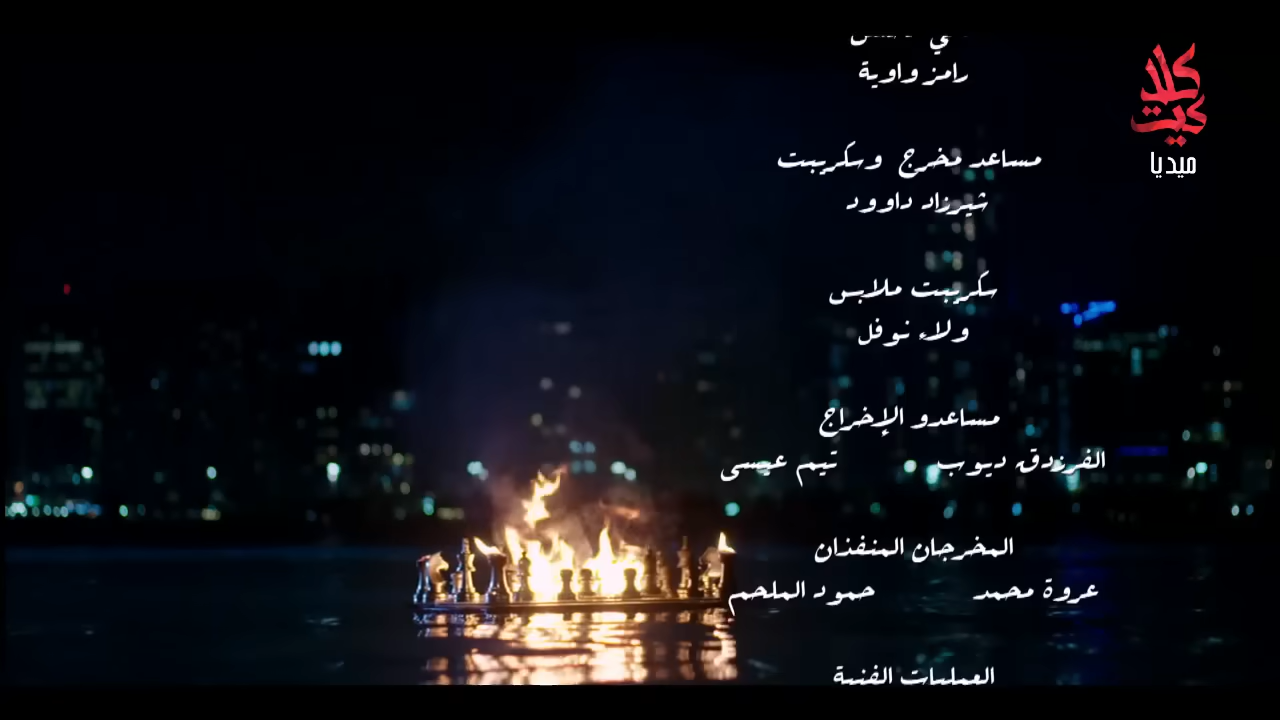 رامز واوية
مساعد مخرج وسكريبت
شيرزاد داوود
سكريبت ملابس
ولاء نوفل
مساعدو الإخراج
الفرزدق ديوب تيم عيسى
المخرجان المنفذان
عروة محمد حمود الملحم
العمليات الفنية
كلاكيت
ميديا